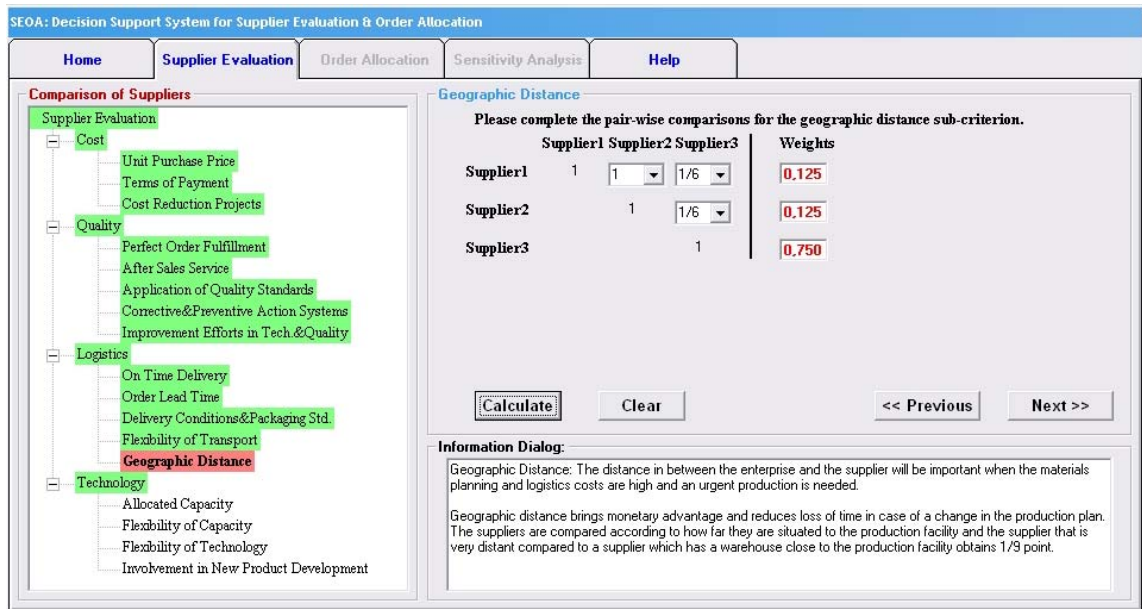 SEOA: Decision Support System for Supplier Evaluation & Order Allocation
Home
Supplier Evaluation
Order Allocation
Sensitivity Analysis
Help
Comparison of Suppliers
Supplier Evaluation
Cost
Unit Purchase Price
Terms of Payment
Cost Reduction Projects
Quality
Perfect Order Fulfillment
After Sales Service
Application of Quality Standards
Corrective&Preventive Action Systems
Improvement Efforts in Tech.&Quality
Logistics
On Time Delivery
Order Lead Time
Delivery Conditions&Packaging Std.
Flexibility of Transport
Geographic Distance
Technology
Allocated Capacity
Flexibility of Capacity
Flexibility of Technology
Involvement in New Product Development
Geographic Distance
Please complete the pair-wise comparisons for the geographic distance sub-criterion.
Supplier1 Supplier2 Supplier3 Weights
Supplier1 1 1 1/6 0,125
Supplier2 1 1/6 0,125
Supplier3 1 0,750
Calculate
Clear
<< Previous
Next >>
Information Dialog:
Geographic Distance: The distance in between the enterprise and the supplier will be important when the materials
planning and logistics costs are high and an urgent production is needed.
Geographic distance brings monetary advantage and reduces loss of time in case of a change in the production plan.
The suppliers are compared according to how far they are situated to the production facility and the supplier that is
very distant compared to a supplier which has a warehouse close to the production facility obtains 1/9 point.